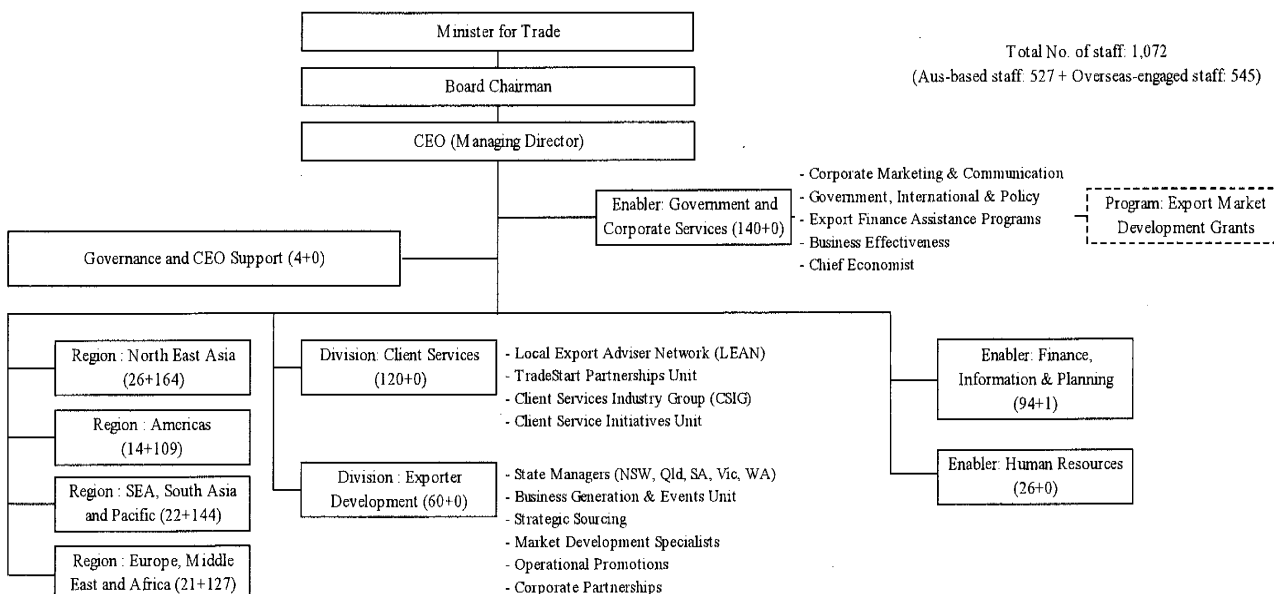 Minister for Trade
Total No. of staff: 1,072
(Aus-based staff: 527 + Overseas-engaged staff: 545)
Board Chairman
CEO (Managing Director)
Enabler: Government and
Corporate Services (140+0)
- Corporate Marketing & Communication
- Government, International & Policy
- Export Finance Assistance Programs
- Business Effectiveness
- Chief Economist
Program: Export Market
Development Grants
Governance and CEO Support (4+0)
Region : North East Asia
(26+164)
Region : Americas
(14+109)
Region : SEA, South Asia
and Pacific (22+144)
Region : Europe, Middle
East and Africa (21+127)
Division: Client Services
(120+0)
- Local Export Adviser Network (LEAN)
- TradeStart Partnerships Unit
- Client Services Industry Group (CSIG)
- Client Service Initiatives Unit
Division : Exporter
Development (60+0)
- State Managers (NSW, Qld, SA, Vic, WA)
- Business Generation & Events Unit
- Strategic Sourcing
- Market Development Specialists
- Operational Promotions
- Corporate Partnerships
Enabler: Finance,
Information & Planning
(94+1)
Enabler: Human Resources
(26+0)